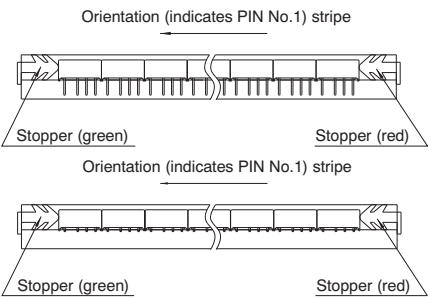 Orientation (indicates PIN No.1) stripe
Stopper (green) Stopper (red)
Orientation (indicates PIN No.1) stripe
Stopper (green) Stopper (red)